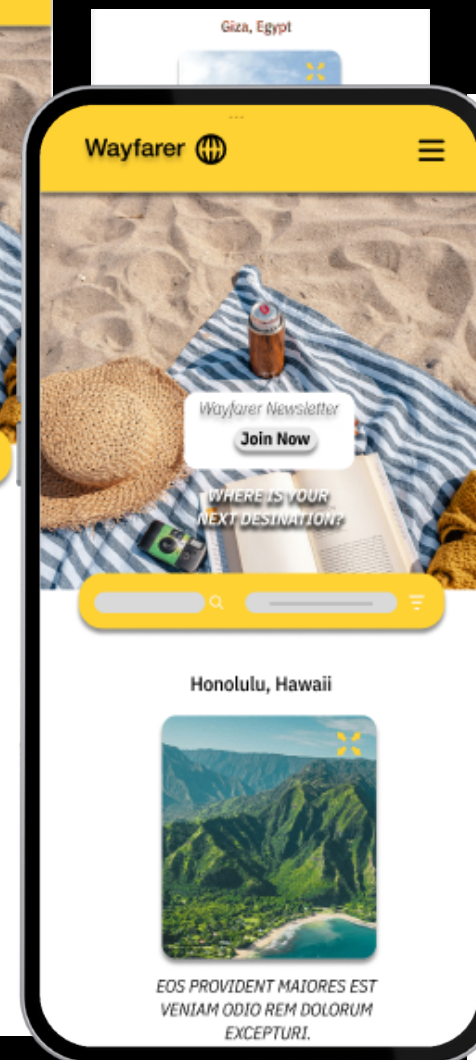 Giza, Egypt
Wayfarer
Wayfarer Newsletter
Join Now
WHERE IS YOUR
NEXT DESINATION?
Honolulu, Hawaii
EOS PROVIDENT MAIORES EST
VENIAM ODIO REM DOLORUM
EXCEPTURI.